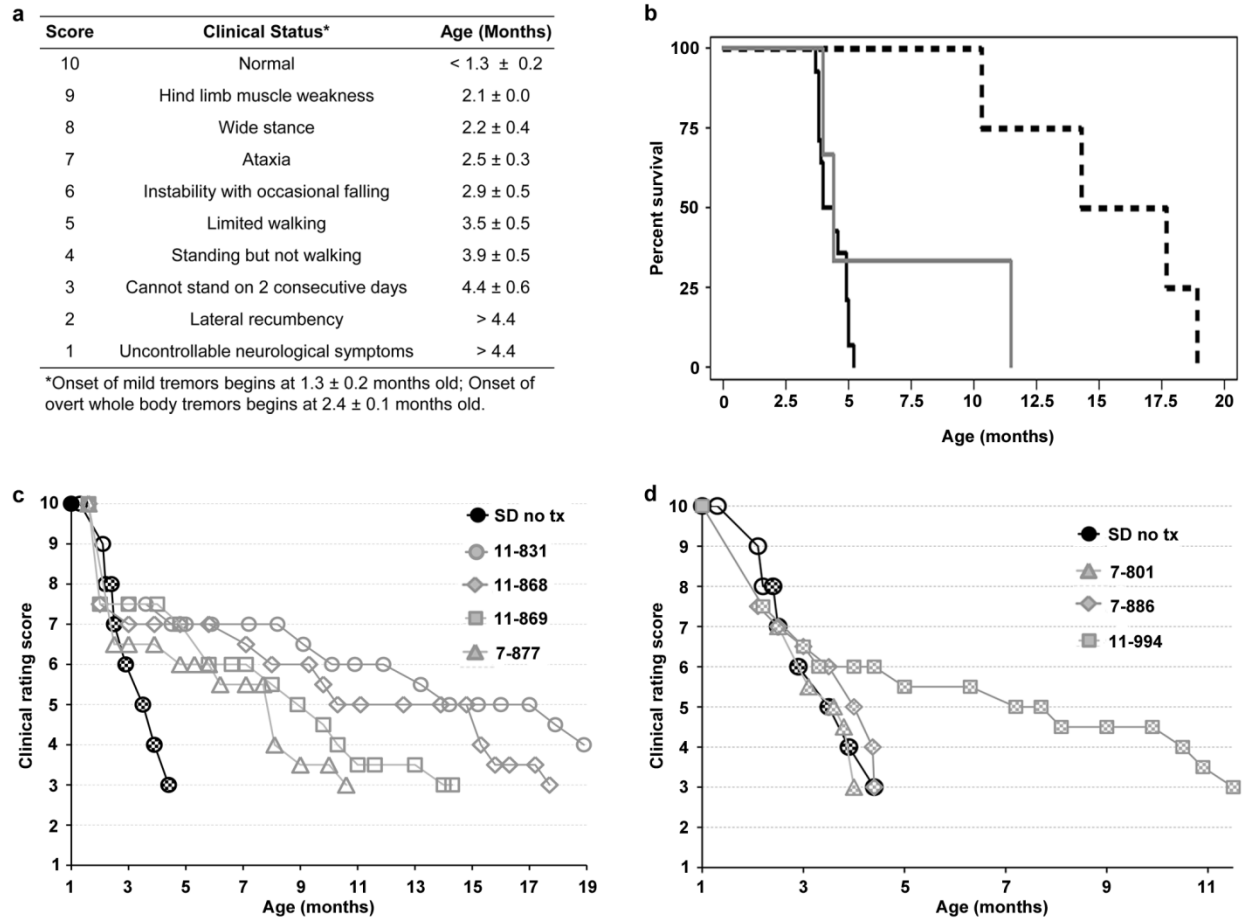 a
Score Clinical Status* Age (Months)
10 Normal < 1.3 ± 0.2
9 Hind limb muscle weakness 2.1 ± 0.0
8 Wide stance 2.2 ± 0.4
7 Ataxia 2.5 ± 0.3
6 Instability with occasional falling 2.9 ± 0.5
5 Limited walking 3.5 ± 0.5
4 Standing but not walking 3.9 ± 0.5
3 Cannot stand on 2 consecutive days 4.4 ± 0.6
2 Lateral recumbency > 4.4
1 Uncontrollable neurological symptoms > 4.4
*Onset of mild tremors begins at 1.3 ± 0.2 months old; Onset of
overt whole body tremors begins at 2.4 ± 0.1 months old.
b
Percent survival
100
75
50
25
0
0 2.5 5 7.5 10 12.5 15 17.5 20
Age (months)
c
Clinical rating score
10
9
8
7
6
5
4
3
2
1
SD no tx
11-831
11-868
11-869
7-877
1 3 5 7 9 11 13 15 17 19
Age (months)
d
Clinical rating score
10
9
8
7
6
5
4
3
2
1
SD no tx
7-801
7-886
11-994
1 3 5 7 9 11
Age (months)